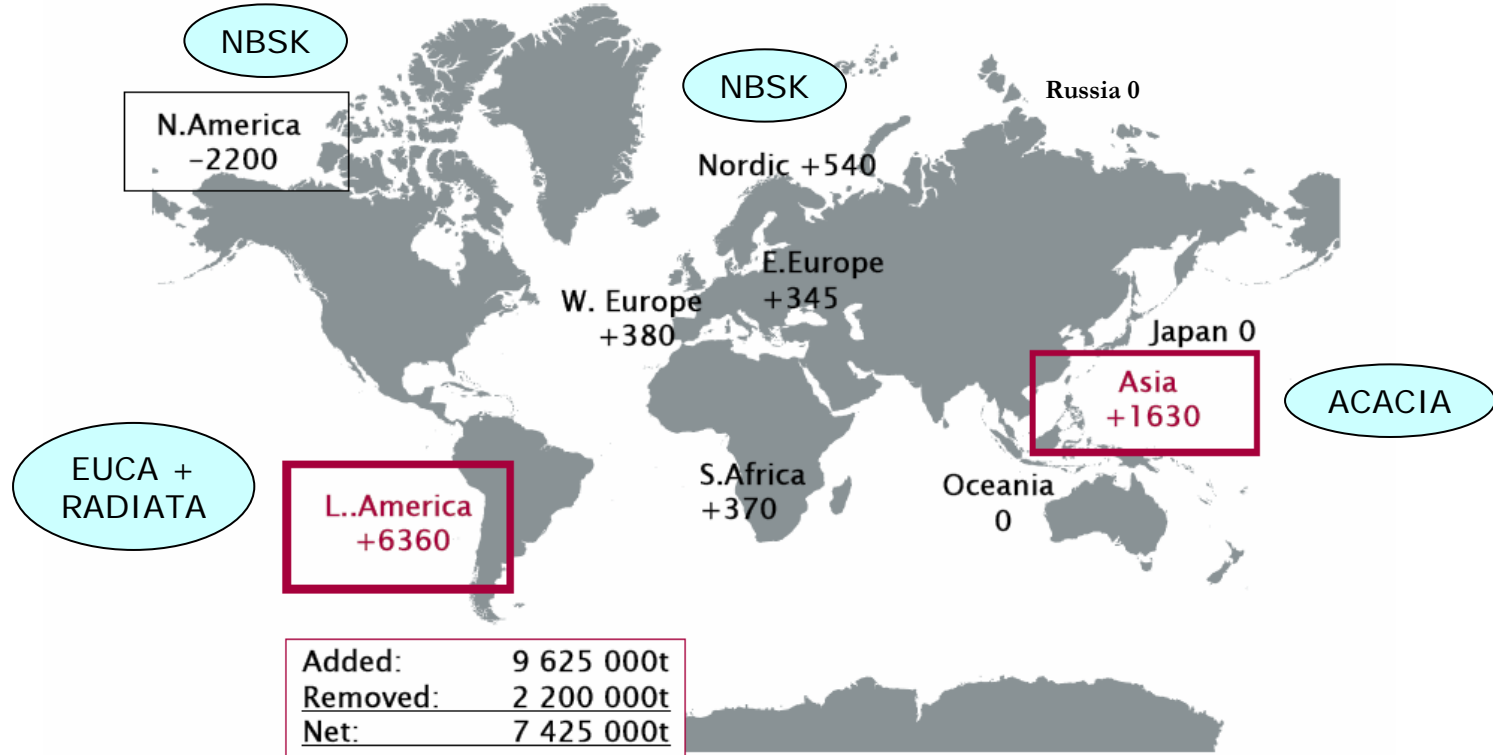 NBSK
NBSK
Russia 0
N.America
-2200
Nordic +540
E.Europe
+345
W. Europe
+380
Japan 0
Asia
+1630
ACACIA
EUCA +
RADIATA
L..America
+6360
S.Africa
+370
Oceania
0
Added: 9 625 000t
Removed: 2 200 000t
Net: 7 425 000t